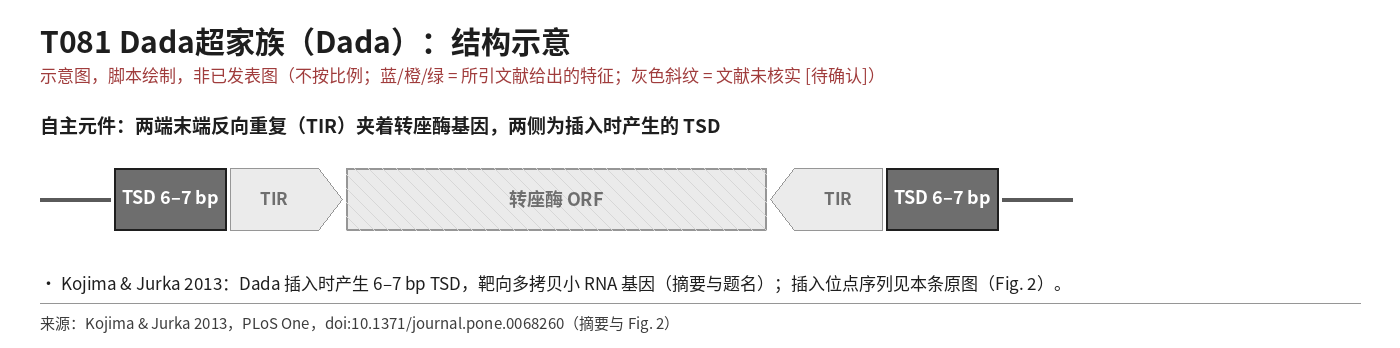 T081 Dada超家族（Dada）：结构示意
示意图，脚本绘制，非已发表图（不按比例；蓝/橙/绿 = 所引文献给出的特征；灰色斜纹 = 文献未核实 [待确认]）
自主元件：两端末端反向重复（TIR）夹着转座酶基因，两侧为插入时产生的 TSD
TSD 6–7 bp TIR 转座酶 ORF TIR TSD 6–7 bp
· Kojima & Jurka 2013：Dada 插入时产生 6–7 bp TSD，靶向多拷贝小 RNA 基因（摘要与题名）；插入位点序列见本条原图（Fig. 2）。
来源：Kojima & Jurka 2013，PLoS One，doi:10.1371/journal.pone.0068260（摘要与 Fig. 2）